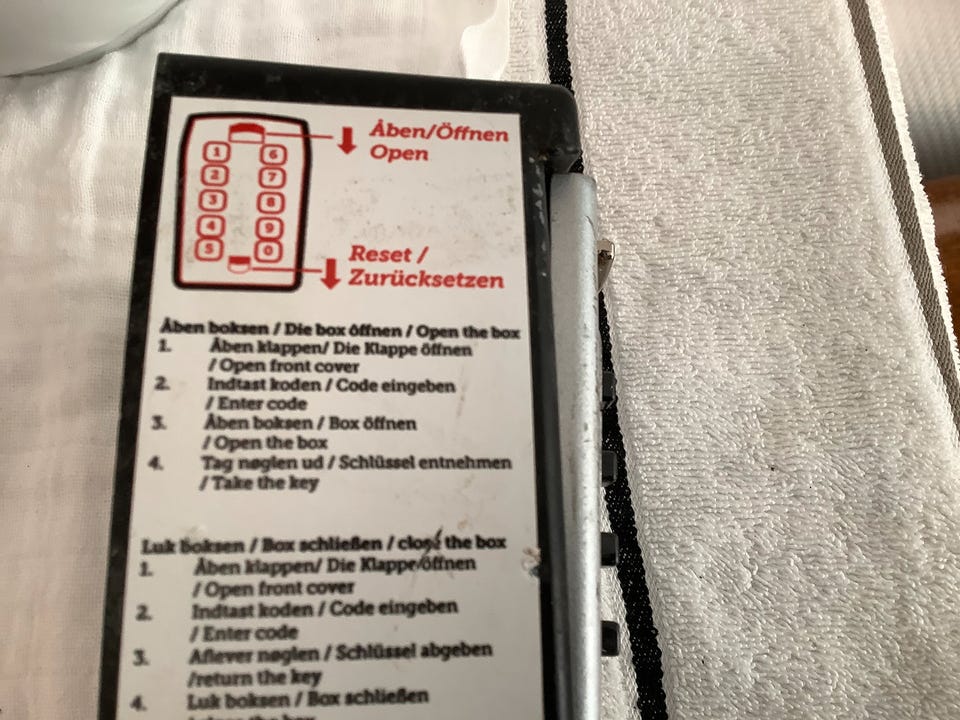 Åben/Öffnen
Open
1 6
2 7
3 8
4 9
5 0
Reset /
Zurücksetzen
Åben boksen / Die box öffnen / Open the box
1. Åben klappen/ Die Klappe öffnen
/ Open front cover
2. Indtast koden / Code eingeben
/ Enter code
3. Åben boksen / Box öffnen
/ Open the box
4. Tag nøglen ud / Schlüssel entnehmen
/ Take the key
Luk boksen / Box schließen / close the box
1. Åben klappen/ Die Klappe öffnen
/ Open front cover
2. Indtast koden / Code eingeben
/ Enter code
3. Aflever nøglen / Schlüssel abgeben
/return the key
4. Luk boksen / Box schließen
/ close the box